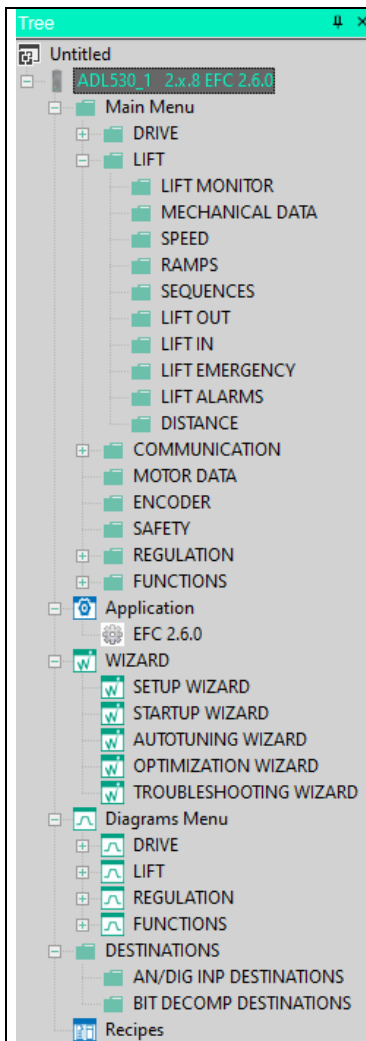 Tree
Untitled
ADL530_1 2.x.8 EFC 2.6.0
Main Menu
DRIVE
LIFT
LIFT MONITOR
MECHANICAL DATA
SPEED
RAMPS
SEQUENCES
LIFT OUT
LIFT IN
LIFT EMERGENCY
LIFT ALARMS
DISTANCE
COMMUNICATION
MOTOR DATA
ENCODER
SAFETY
REGULATION
FUNCTIONS
Application
EFC 2.6.0
WIZARD
SETUP WIZARD
STARTUP WIZARD
AUTOTUNING WIZARD
OPTIMIZATION WIZARD
TROUBLESHOOTING WIZARD
Diagrams Menu
DRIVE
LIFT
REGULATION
FUNCTIONS
DESTINATIONS
AN/DIG INP DESTINATIONS
BIT DECOMP DESTINATIONS
Recipes